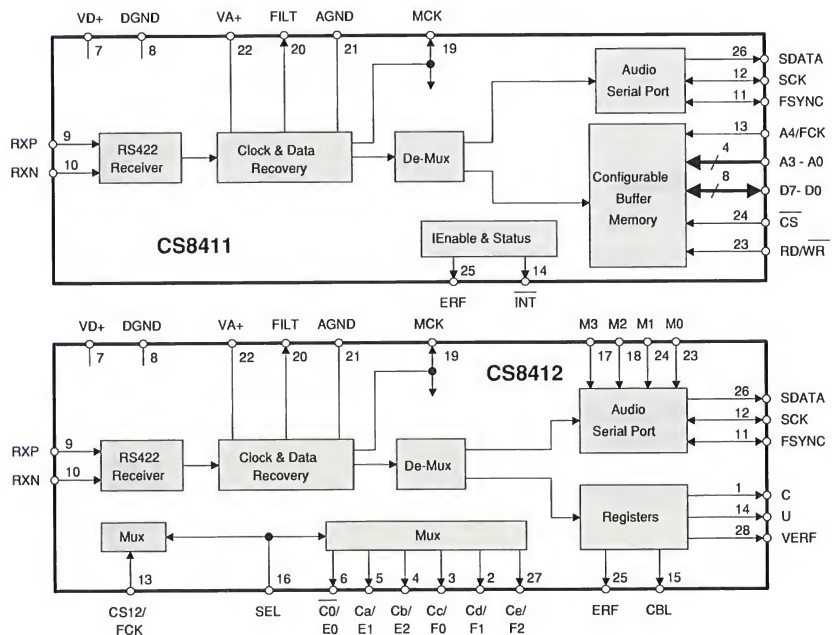 VD+ DGND VA+ FILT AGND MCK
7 8 22 20 21 19
26 SDATA
Audio Serial Port
12 SCK
11 FSYNC
13 A4/FCK
RXP 9
RS422 Receiver
Clock & Data Recovery
De-Mux
4 A3 - A0
RXN 10
Configurable Buffer Memory
8 D7- D0
CS8411
IEnable & Status
24 C̅S̅
23 RD/W̅R̅
25 14
ERF I̅N̅T̅
VD+ DGND VA+ FILT AGND MCK M3 M2 M1 M0
7 8 22 20 21 19 17 18 24 23
CS8412
26 SDATA
Audio Serial Port
12 SCK
11 FSYNC
RXP 9
RS422 Receiver
Clock & Data Recovery
De-Mux
RXN 10
1 C
Registers
14 U
28 VERF
Mux
Mux
13 16 6 5 4 3 2 27 25 15
CS12/ SEL C̅0̅/ Ca/ Cb/ Cc/ Cd/ Ce/ ERF CBL
FCK E0 E1 E2 F0 F1 F2